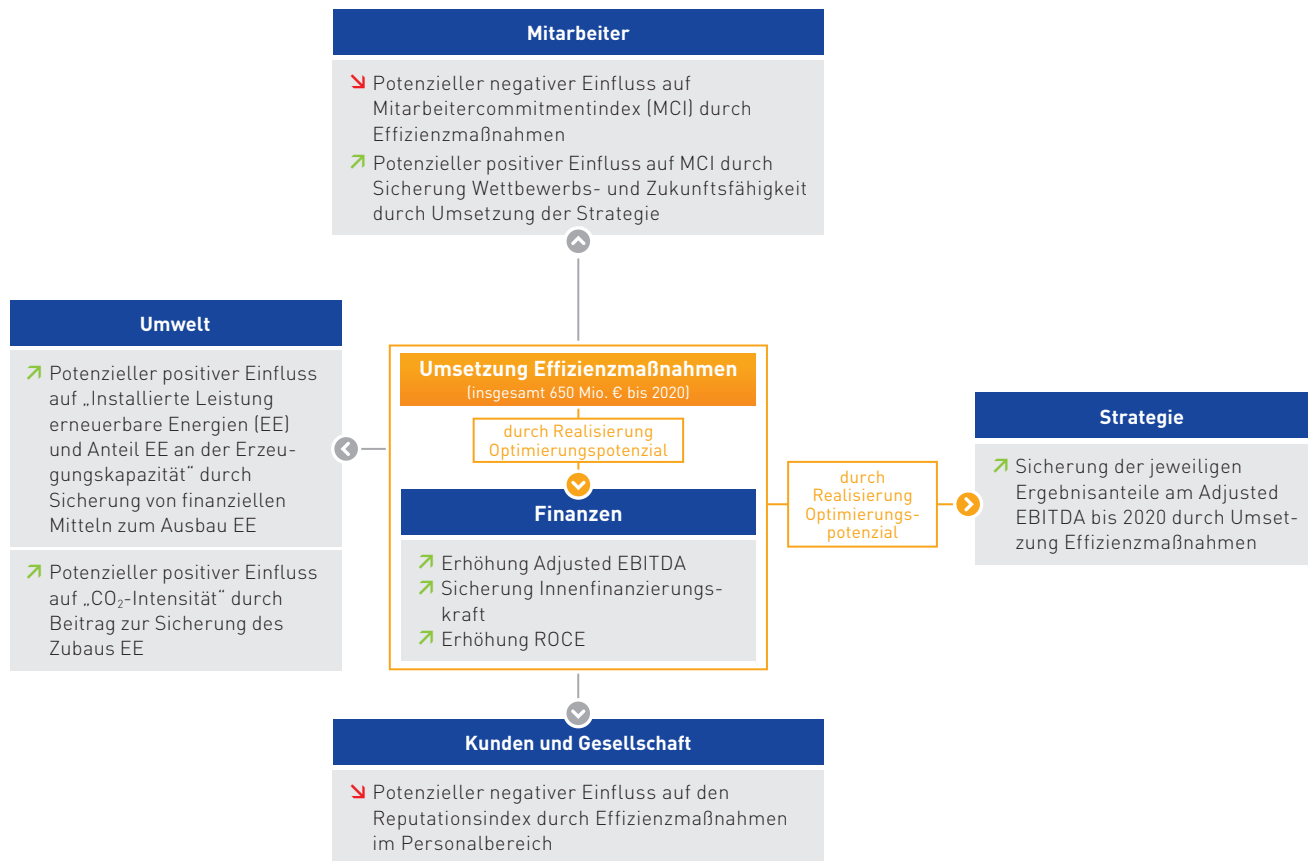 Mitarbeiter
Potenzieller negativer Einfluss auf
Mitarbeitercommitmentindex (MCI) durch
Effizienzmaßnahmen
Potenzieller positiver Einfluss auf MCI durch
Sicherung Wettbewerbs- und Zukunftsfähigkeit
durch Umsetzung der Strategie
Umwelt
Potenzieller positiver Einfluss
auf „Installierte Leistung
erneuerbare Energien (EE)
und Anteil EE an der Erzeu-
gungskapazität“ durch
Sicherung von finanziellen
Mitteln zum Ausbau EE
Potenzieller positiver Einfluss
auf „CO₂-Intensität“ durch
Beitrag zur Sicherung des
Zubaus EE
Umsetzung Effizienzmaßnahmen
(insgesamt 650 Mio. € bis 2020)
durch Realisierung
Optimierungspotenzial
Finanzen
Erhöhung Adjusted EBITDA
Sicherung Innenfinanzierungs-
kraft
Erhöhung ROCE
durch
Realisierung
Optimierungs-
potenzial
Strategie
Sicherung der jeweiligen
Ergebnisanteile am Adjusted
EBITDA bis 2020 durch Umset-
zung Effizienzmaßnahmen
Kunden und Gesellschaft
Potenzieller negativer Einfluss auf den
Reputationsindex durch Effizienzmaßnahmen
im Personalbereich